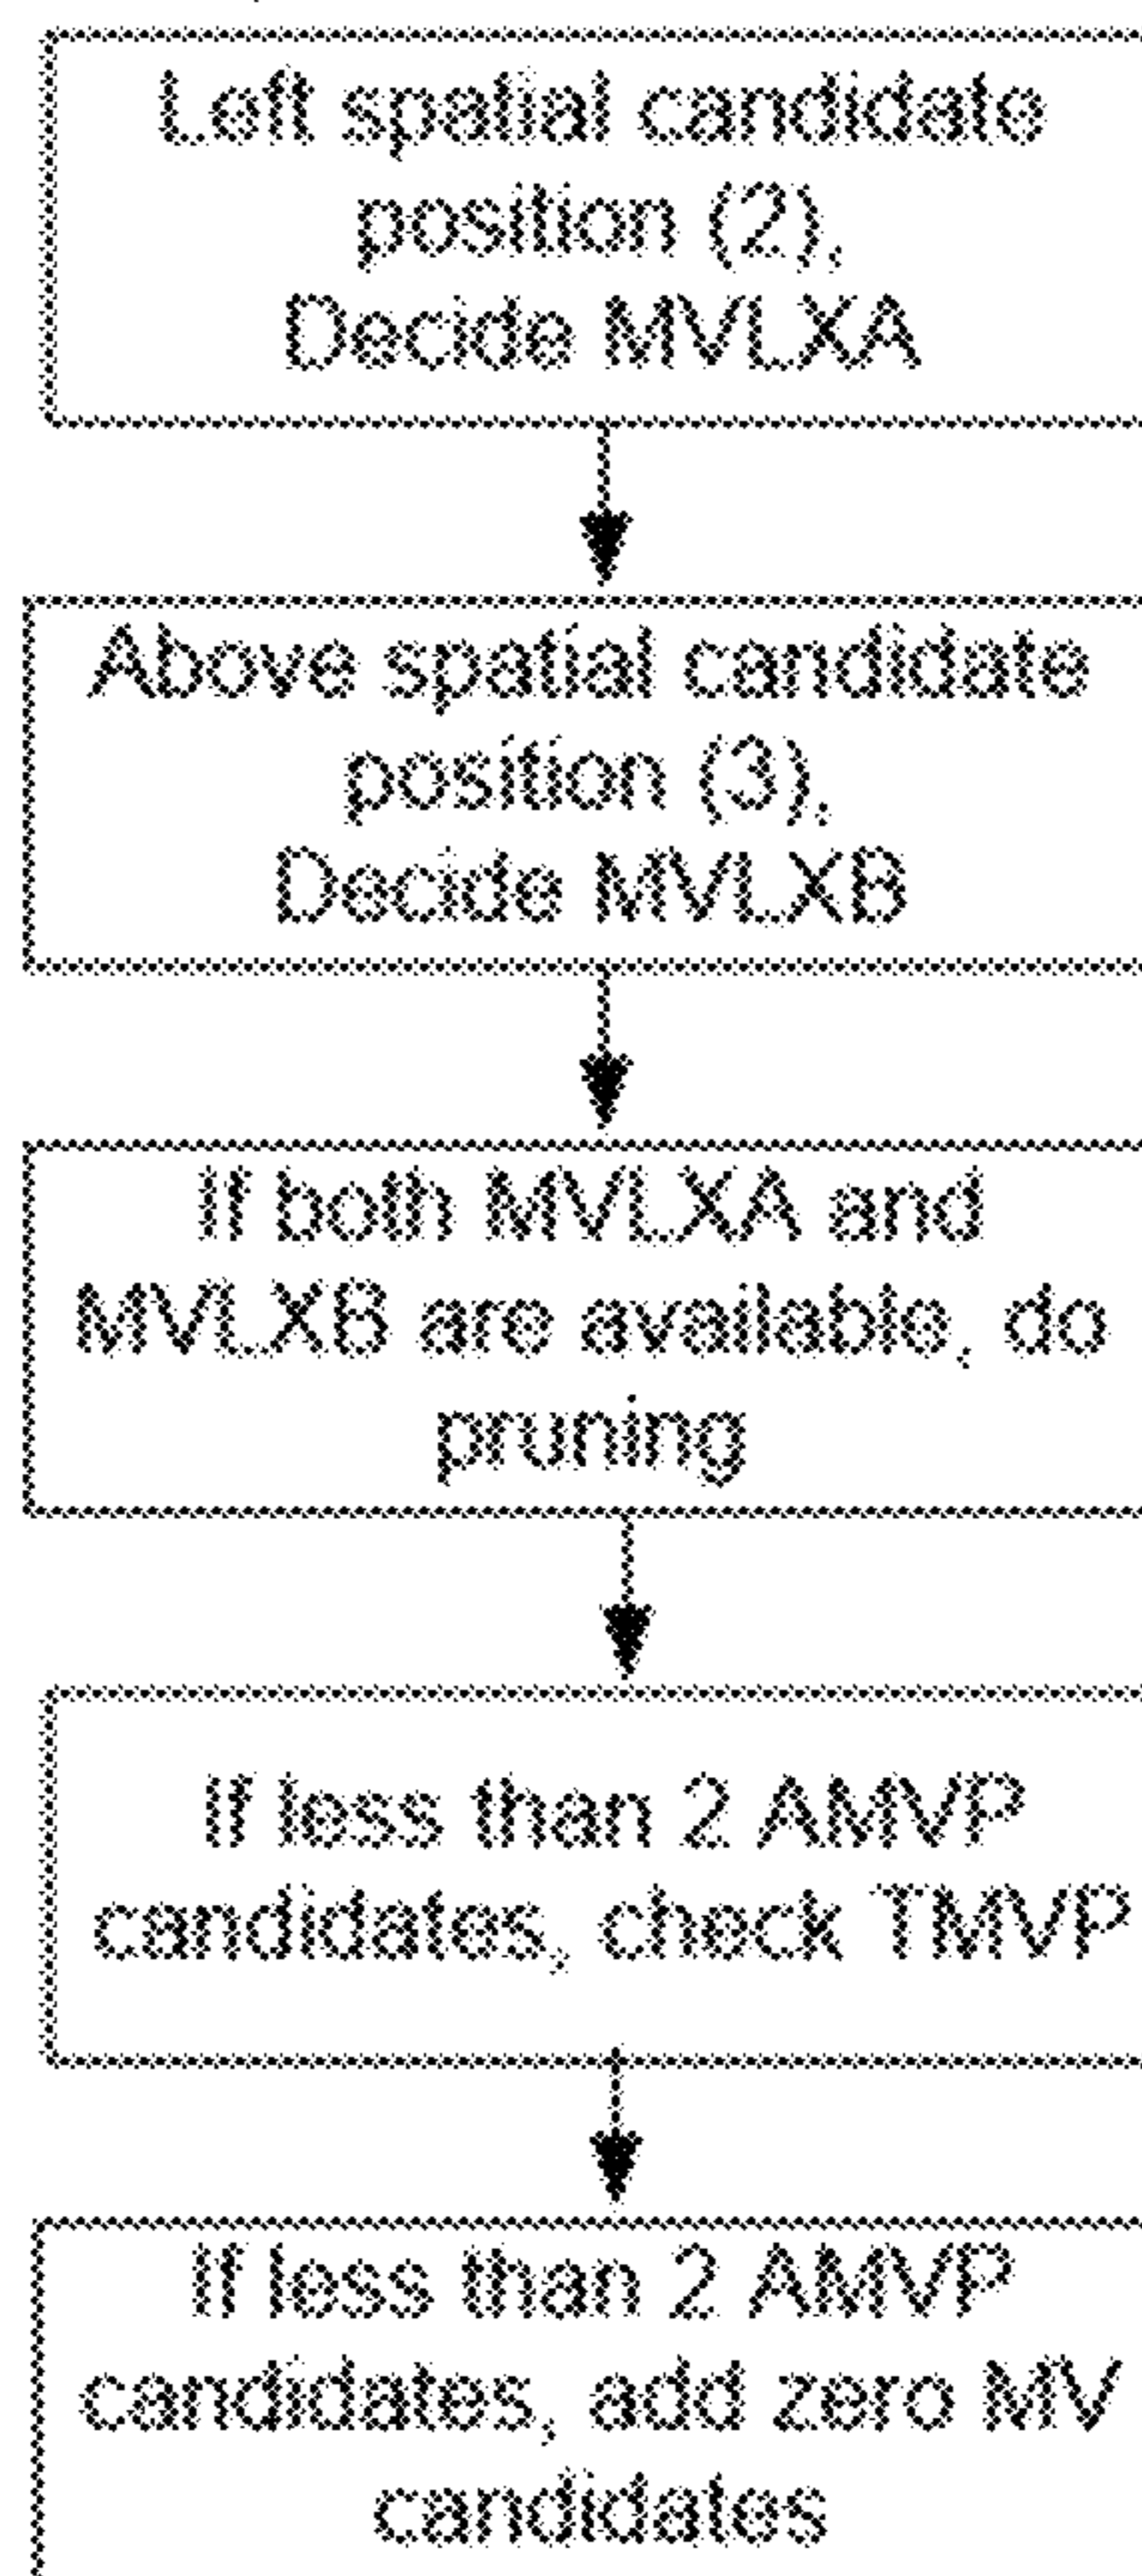 Left spatial candidate
position (2),
Decide MVLXA
Above spatial candidate
position (3),
Decide MVLXB
If both MVLXA and
MVLXB are available, do
pruning
If less than 2 AMVP
candidates, check TMVP
If less than 2 AMVP
candidates, add zero MV
candidates